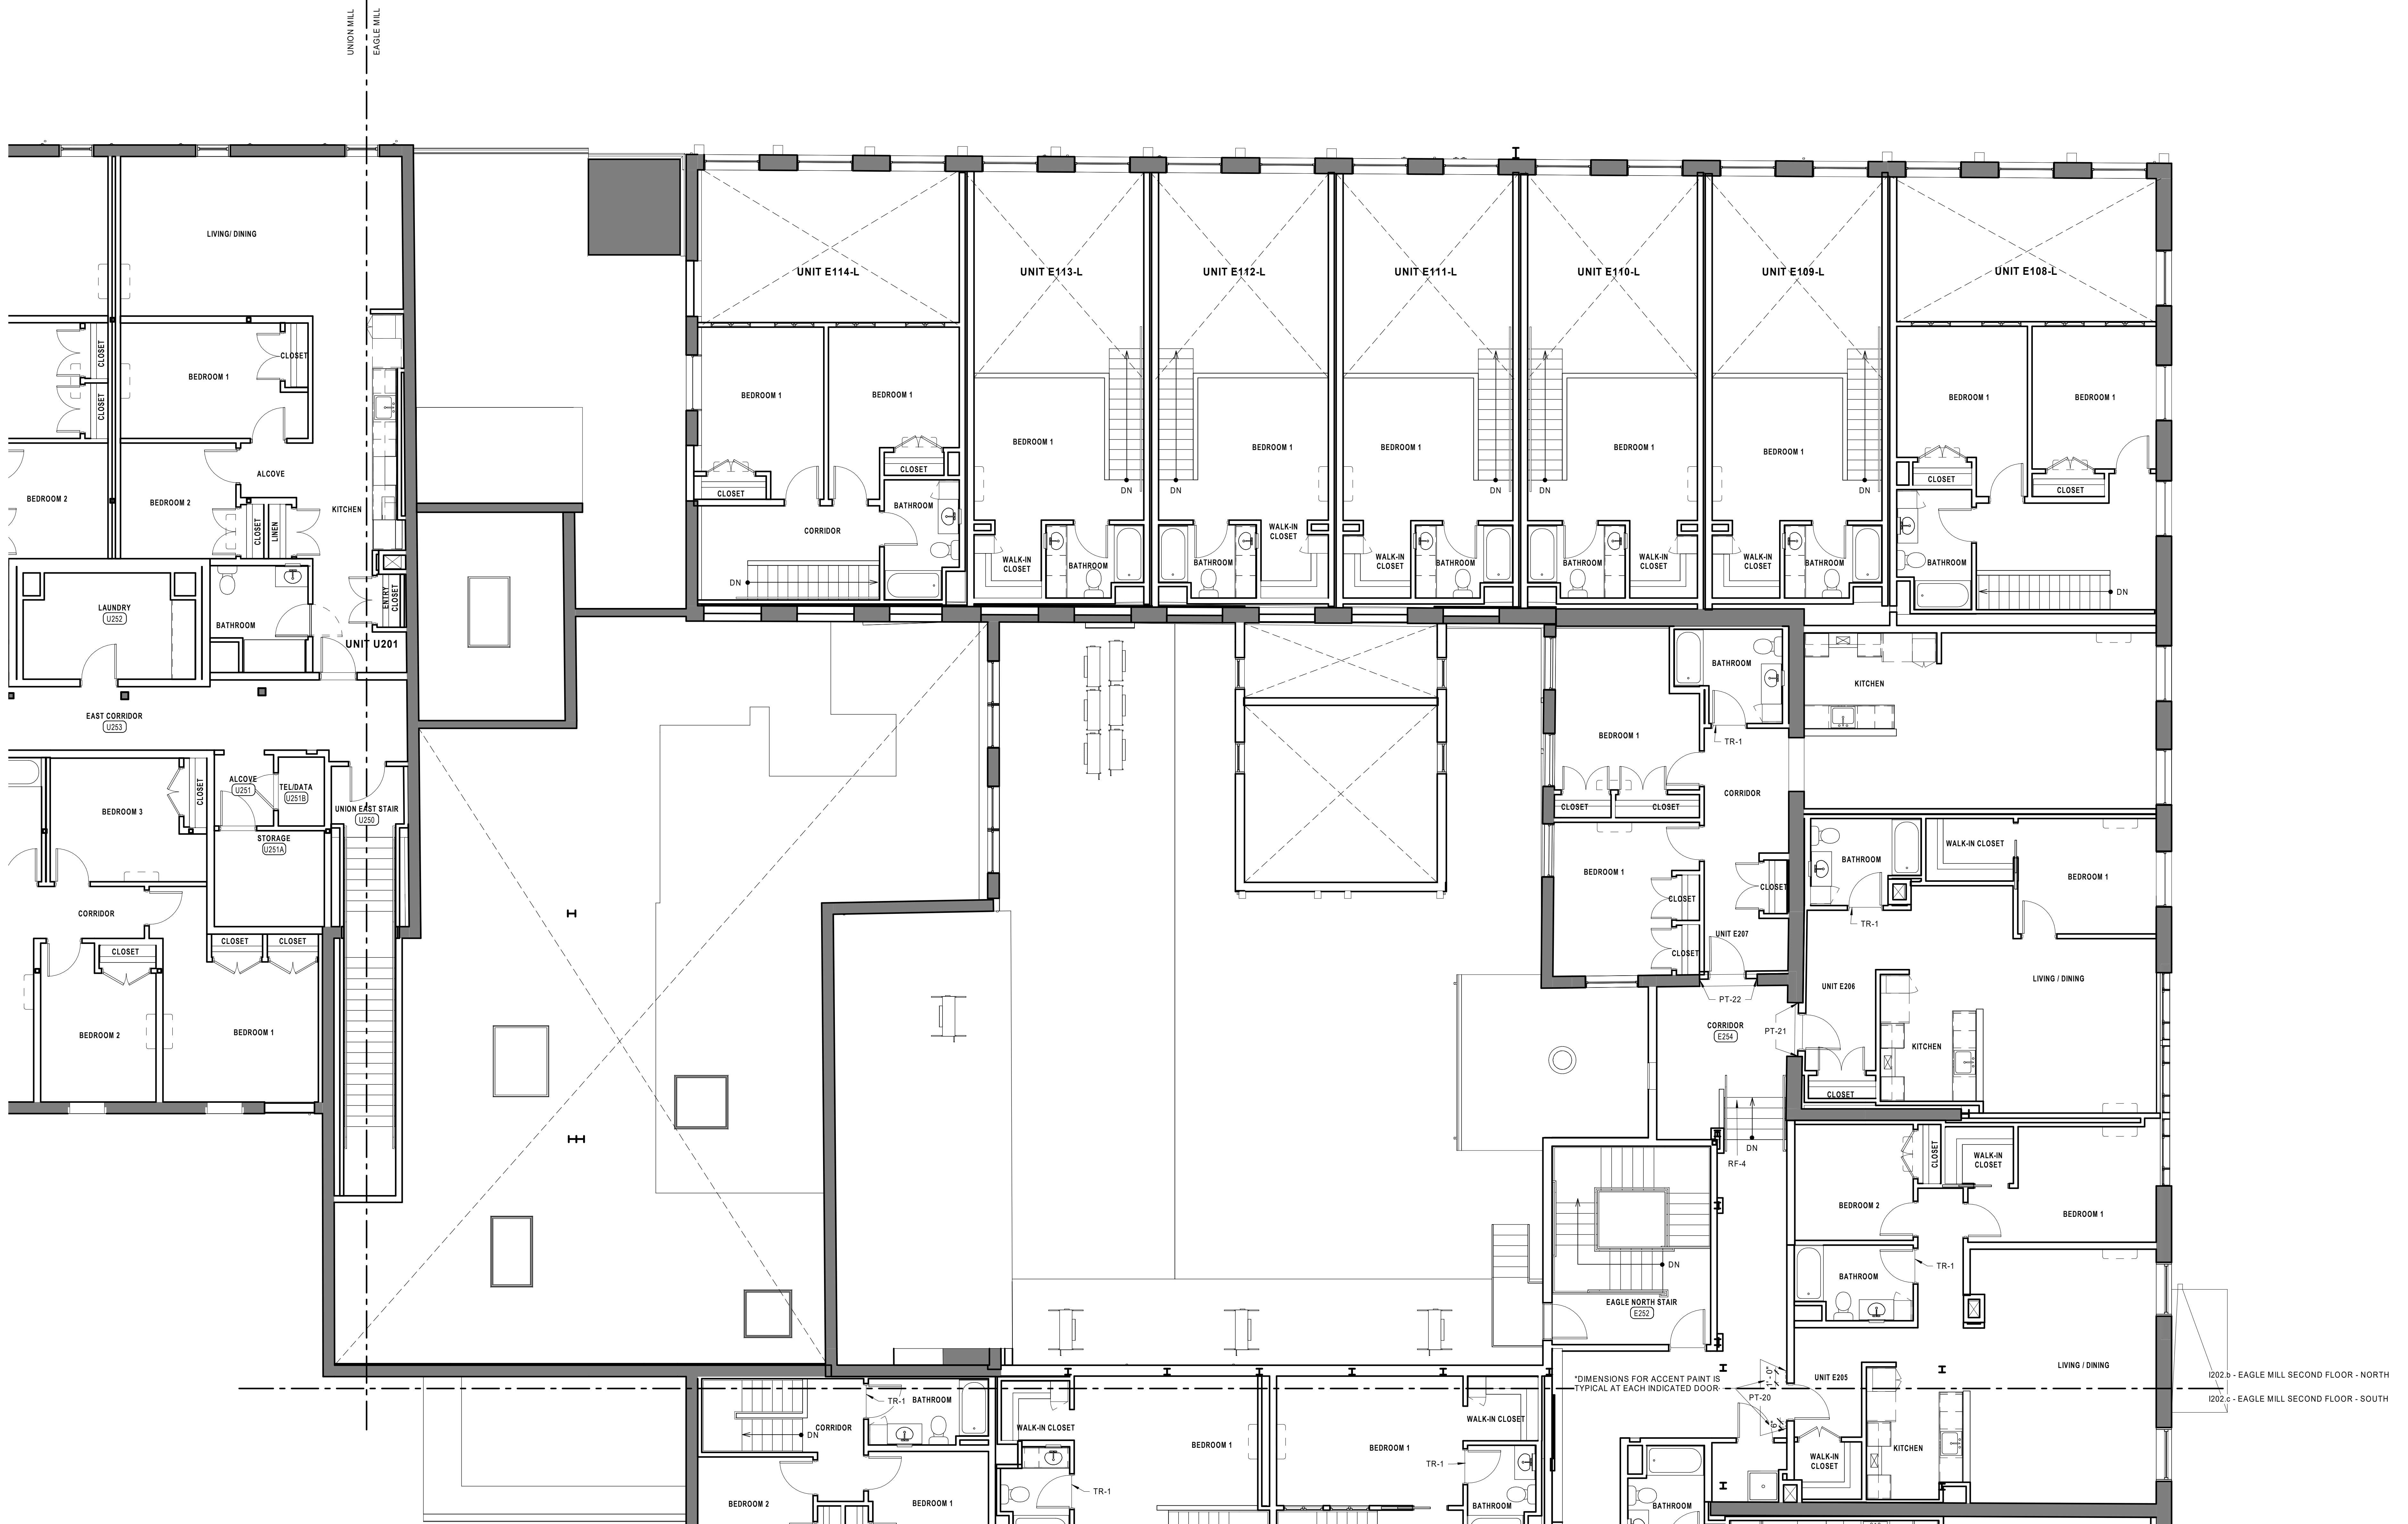 UNION MILL
EAGLE MILL
LIVING/ DINING
UNIT E114-L
UNIT E113-L
UNIT E112-L
UNIT E111-L
UNIT E110-L
UNIT E109-L
UNIT E108-L
CLOSET
CLOSET
CLOSET
BEDROOM 1
BEDROOM 1
BEDROOM 1
BEDROOM 1
BEDROOM 1
BEDROOM 1
BEDROOM 1
BEDROOM 1
BEDROOM 1
BEDROOM 1
ALCOVE
BEDROOM 2
BEDROOM 2
KITCHEN
CLOSET
LINEN
CLOSET
CLOSET
CLOSET
CLOSET
DN
DN
DN
DN
DN
BATHROOM
CORRIDOR
WALK-IN
CLOSET
BATHROOM
BATHROOM
WALK-IN
CLOSET
WALK-IN
CLOSET
BATHROOM
BATHROOM
WALK-IN
CLOSET
WALK-IN
CLOSET
BATHROOM
BATHROOM
DN
DN
LAUNDRY
U252
BATHROOM
ENTRY
CLOSET
UNIT U201
EAST CORRIDOR
U253
BATHROOM
KITCHEN
BEDROOM 1
TR-1
CORRIDOR
CLOSET
CLOSET
ALCOVE
U251
TEL/DATA
U251B
CLOSET
BEDROOM 3
UNION EAST STAIR
U250
STORAGE
U251A
BEDROOM 1
CLOSET
CLOSET
CLOSET
UNIT E207
BATHROOM
WALK-IN CLOSET
BEDROOM 1
TR-1
CORRIDOR
CLOSET
CLOSET
CLOSET
BEDROOM 2
BEDROOM 1
PT-22
CORRIDOR
E254
PT-21
UNIT E206
LIVING / DINING
KITCHEN
CLOSET
DN
RF-4
BEDROOM 2
CLOSET
WALK-IN
CLOSET
BEDROOM 1
BATHROOM
TR-1
DN
EAGLE NORTH STAIR
E252
*DIMENSIONS FOR ACCENT PAINT IS
TYPICAL AT EACH INDICATED DOOR
1'-0"
PT-20
6"
UNIT E205
LIVING / DINING
I202.b - EAGLE MILL SECOND FLOOR - NORTH
I202.c - EAGLE MILL SECOND FLOOR - SOUTH
TR-1
BATHROOM
CORRIDOR
DN
WALK-IN CLOSET
BEDROOM 1
BEDROOM 1
WALK-IN CLOSET
TR-1
TR-1
BATHROOM
BEDROOM 2
BEDROOM 1
BATHROOM
WALK-IN
CLOSET
KITCHEN